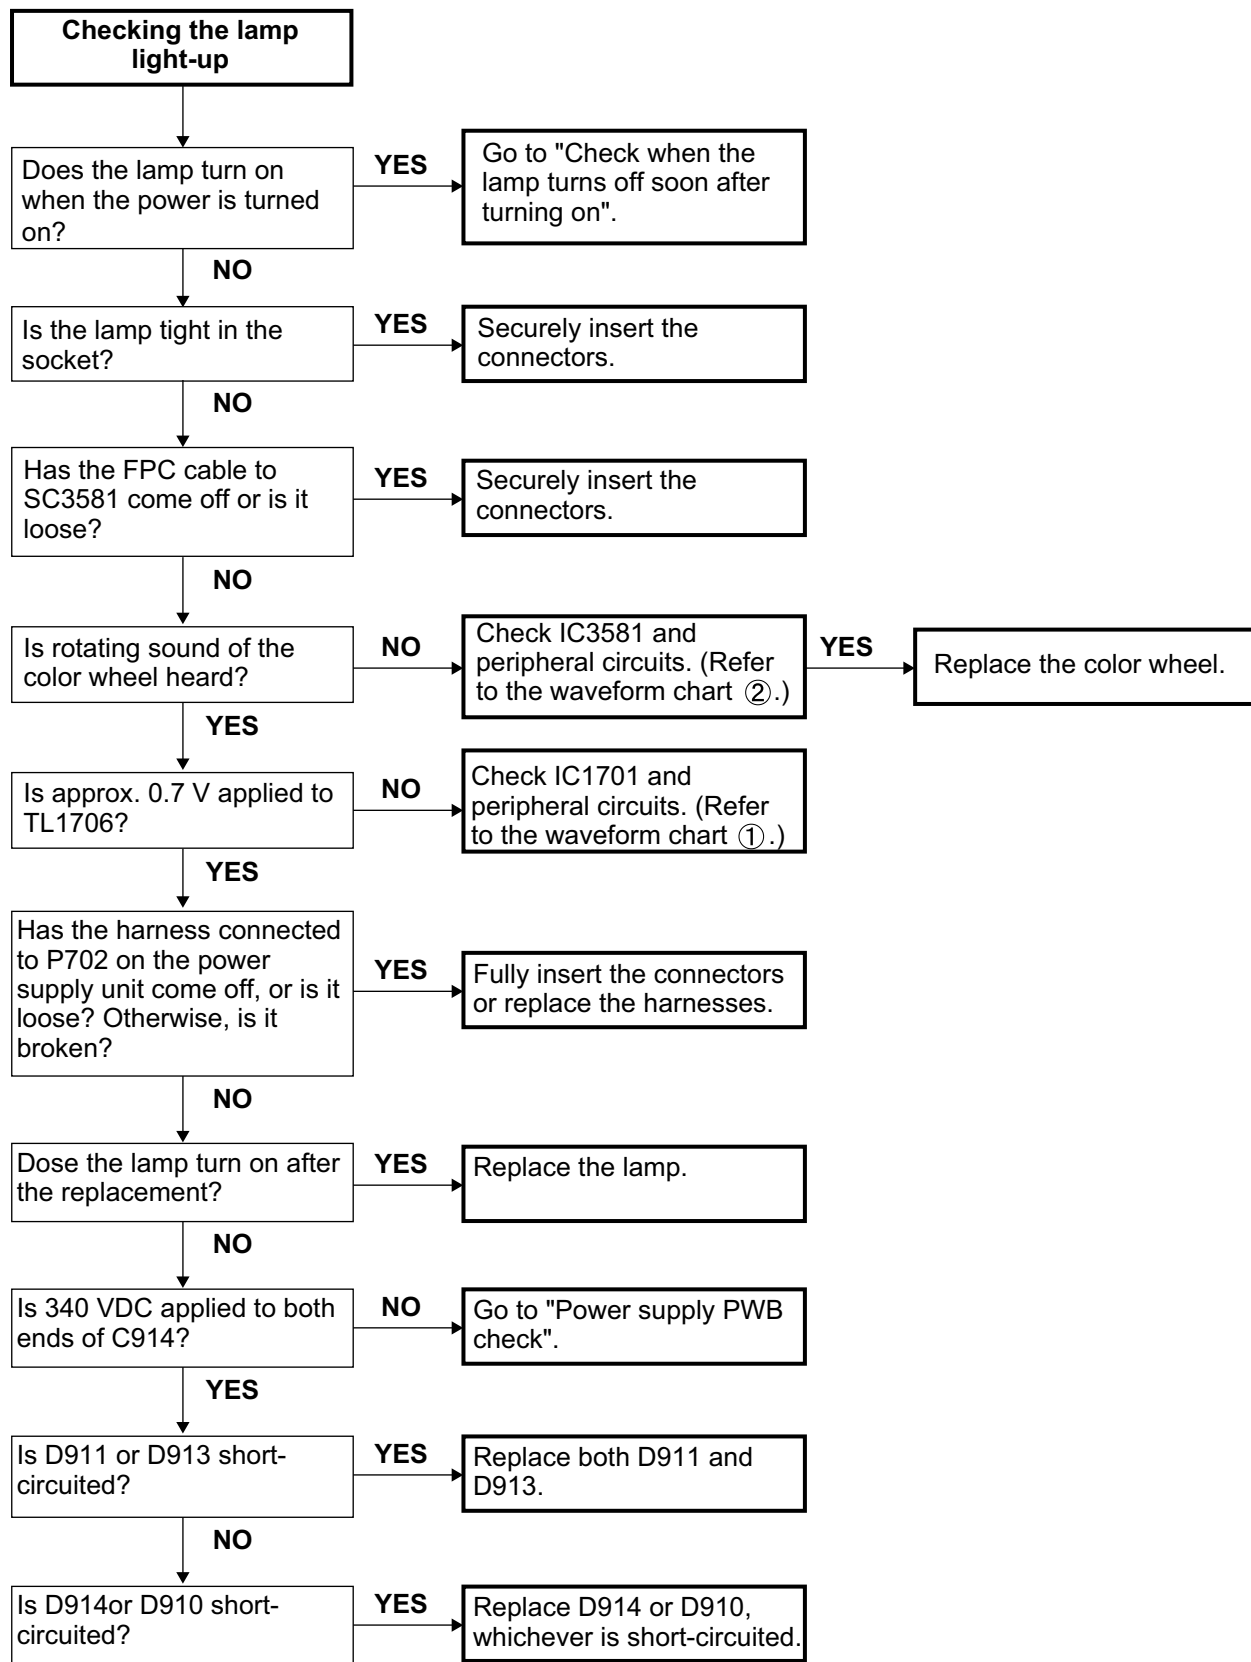 Checking the lamp
light-up
Does the lamp turn on
when the power is turned
on?
YES
Go to "Check when the
lamp turns off soon after
turning on".
NO
Is the lamp tight in the
socket?
YES
Securely insert the
connectors.
NO
Has the FPC cable to
SC3581 come off or is it
loose?
YES
Securely insert the
connectors.
NO
Is rotating sound of the
color wheel heard?
NO
Check IC3581 and
peripheral circuits. (Refer
to the waveform chart ②.)
YES
Replace the color wheel.
YES
Is approx. 0.7 V applied to
TL1706?
NO
Check IC1701 and
peripheral circuits. (Refer
to the waveform chart ①.)
YES
Has the harness connected
to P702 on the power
supply unit come off, or is it
loose? Otherwise, is it
broken?
YES
Fully insert the connectors
or replace the harnesses.
NO
Dose the lamp turn on after
the replacement?
YES
Replace the lamp.
NO
Is 340 VDC applied to both
ends of C914?
NO
Go to "Power supply PWB
check".
YES
Is D911 or D913 short-
circuited?
YES
Replace both D911 and
D913.
NO
Is D914or D910 short-
circuited?
YES
Replace D914 or D910,
whichever is short-circuited.